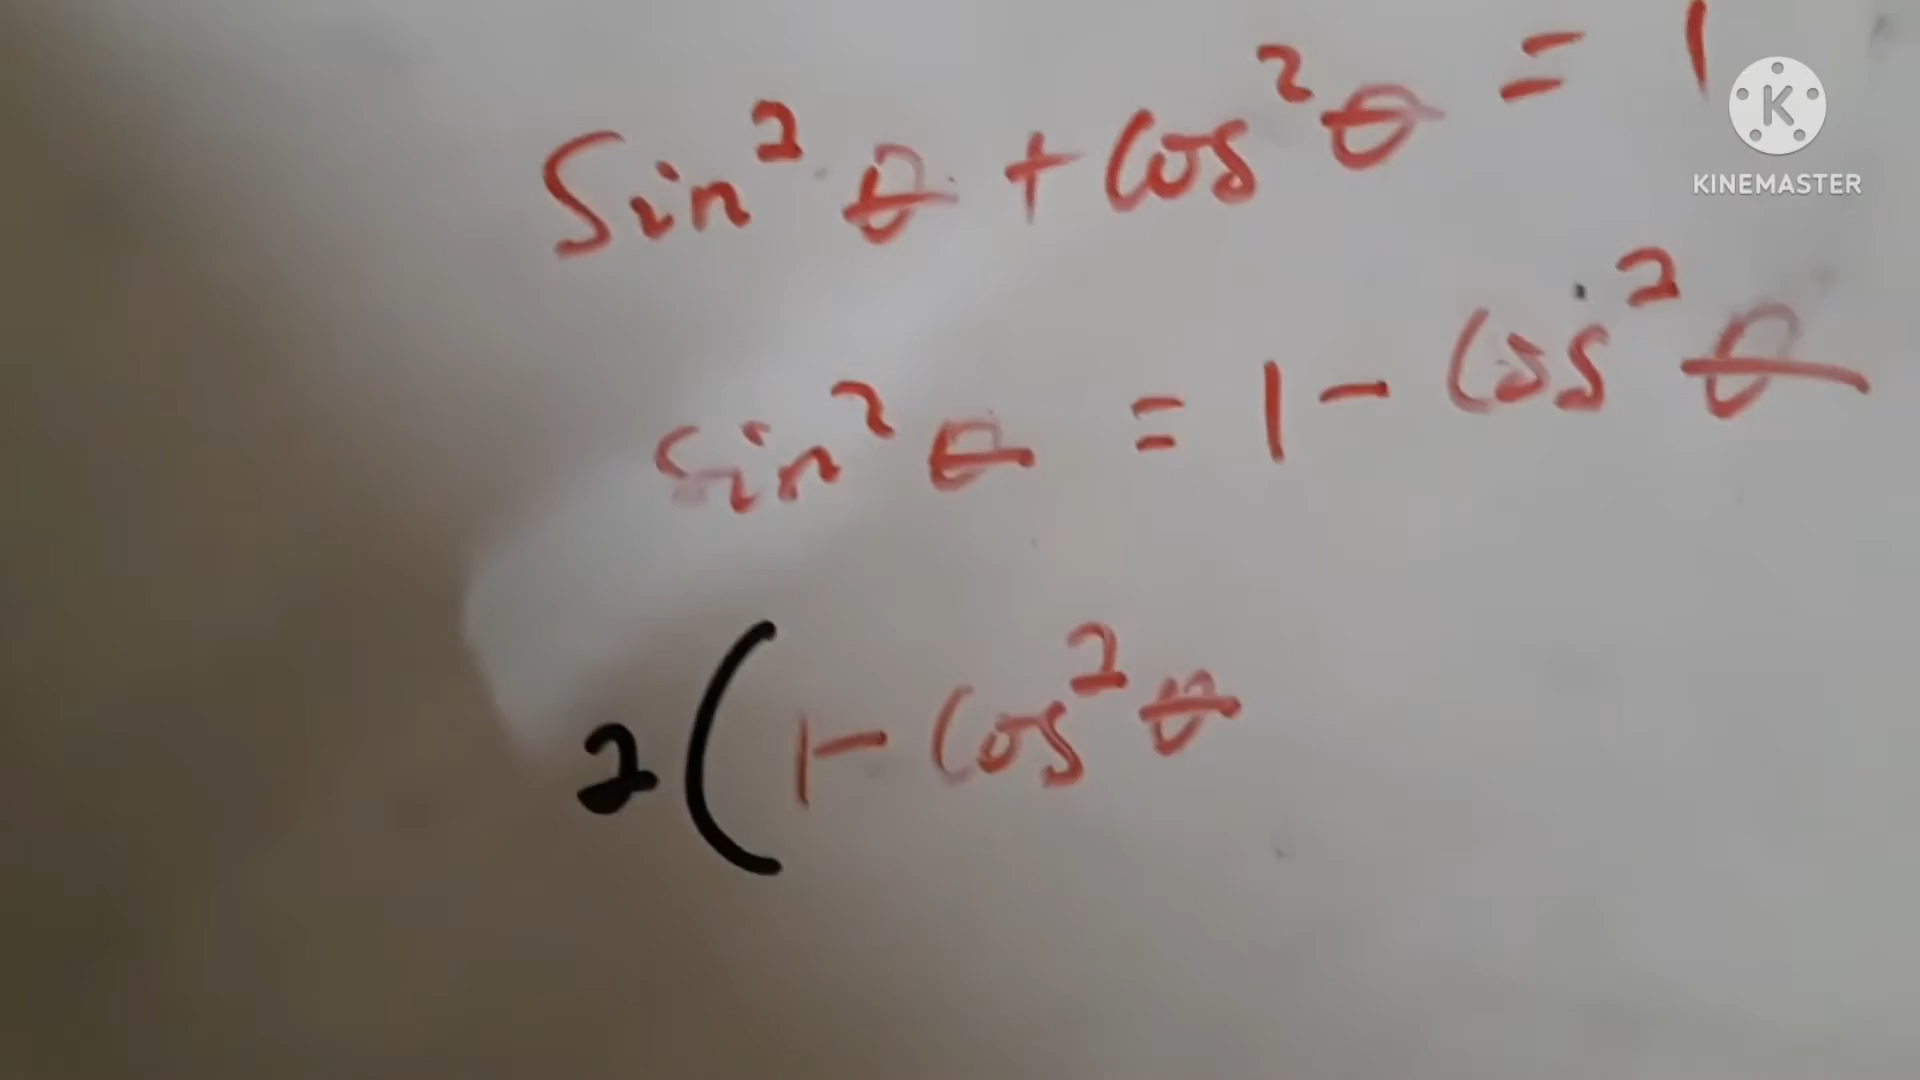 Sin²θ + Cos²θ = 1
KINEMASTER
Sin²θ = 1 - Cos²θ
2(1 - Cos²θ